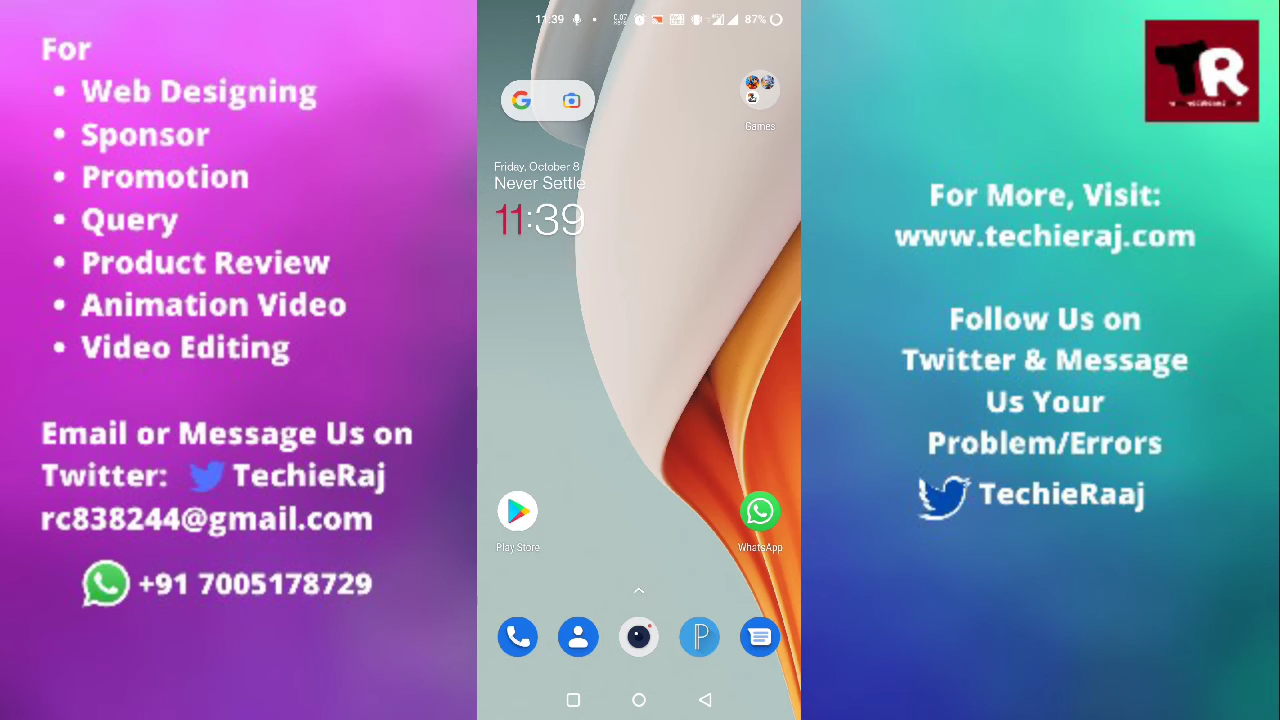 For
• Web Designing
• Sponsor
• Promotion
• Query
• Product Review
• Animation Video
• Video Editing
Email or Message Us on
Twitter: TechieRaj
rc838244@gmail.com
+91 7005178729
11:39
87%
Games
Friday, October 8
Never Settle
11:39
Play Store
WhatsApp
TR
For More, Visit:
www.techieraj.com
Follow Us on
Twitter & Message
Us Your
Problem/Errors
TechieRaaj